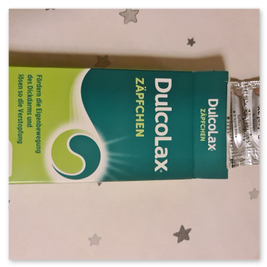 DULCOLAX®
ZÄPFCHEN
DULCOLAX®
ZÄPFCHEN
Fördern die Eigenbewegung
des Dickdarms und
lösen so die Verstopfung